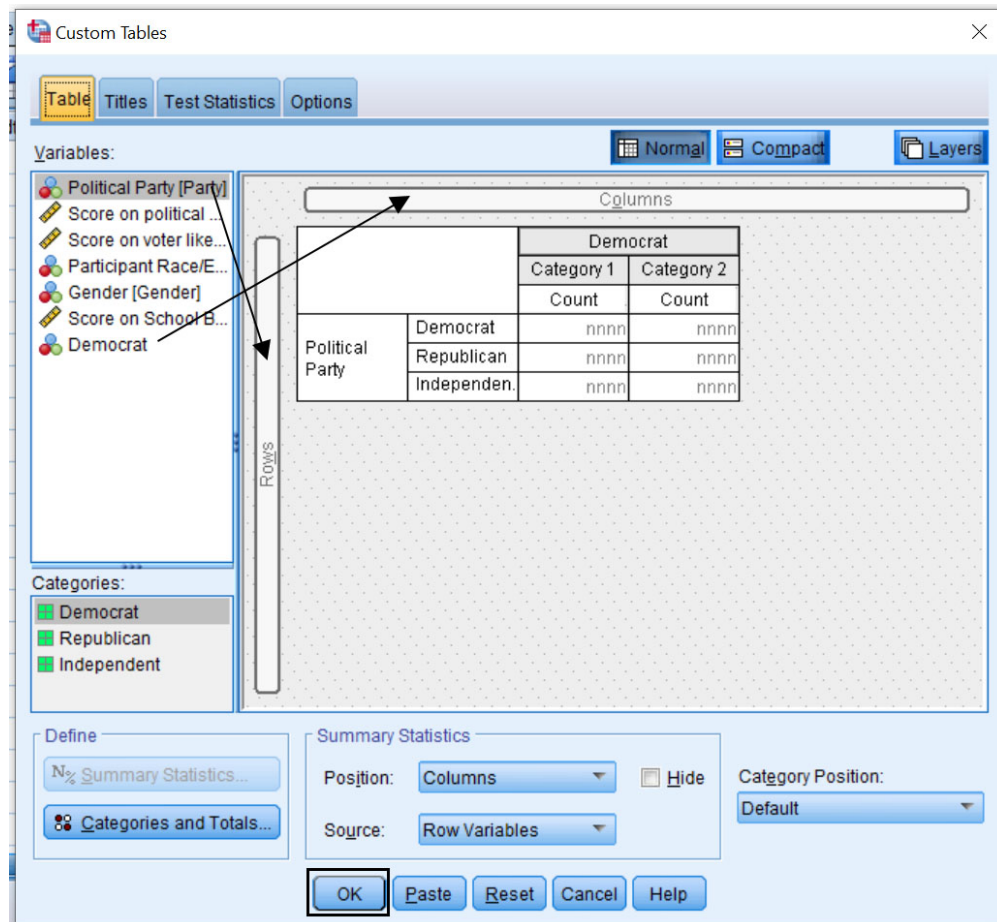 Custom Tables
Table Titles Test Statistics Options
Variables:
Normal Compact Layers
Political Party [Party]
Score on political ...
Score on voter like...
Participant Race/E...
Gender [Gender]
Score on School B...
Democrat
Columns
Rows
Democrat
Category 1 Category 2
Count Count
Political Party
Democrat nnnn nnnn
Republican nnnn nnnn
Independen. nnnn nnnn
Categories:
Democrat
Republican
Independent
Define
N% Summary Statistics...
Categories and Totals...
Summary Statistics
Position: Columns Hide
Source: Row Variables
Category Position:
Default
OK Paste Reset Cancel Help